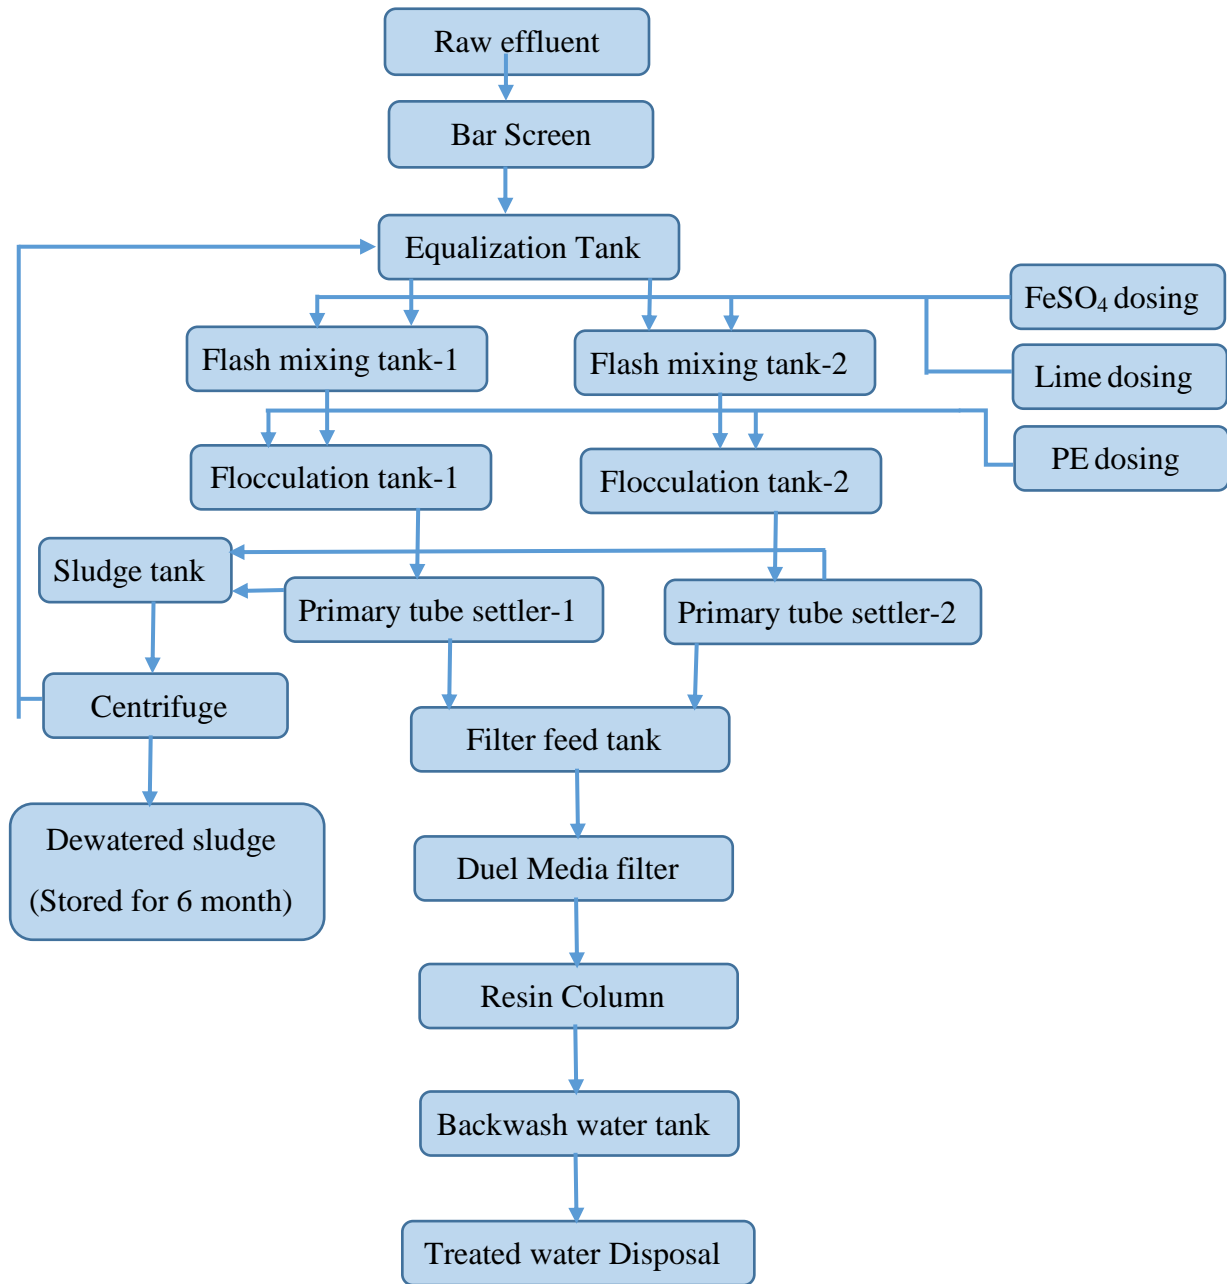 Raw effluent
Bar Screen
Equalization Tank
FeSO₄ dosing
Flash mixing tank-1
Flash mixing tank-2
Lime dosing
Flocculation tank-1
Flocculation tank-2
PE dosing
Sludge tank
Primary tube settler-1
Primary tube settler-2
Centrifuge
Filter feed tank
Dewatered sludge
(Stored for 6 month)
Duel Media filter
Resin Column
Backwash water tank
Treated water Disposal